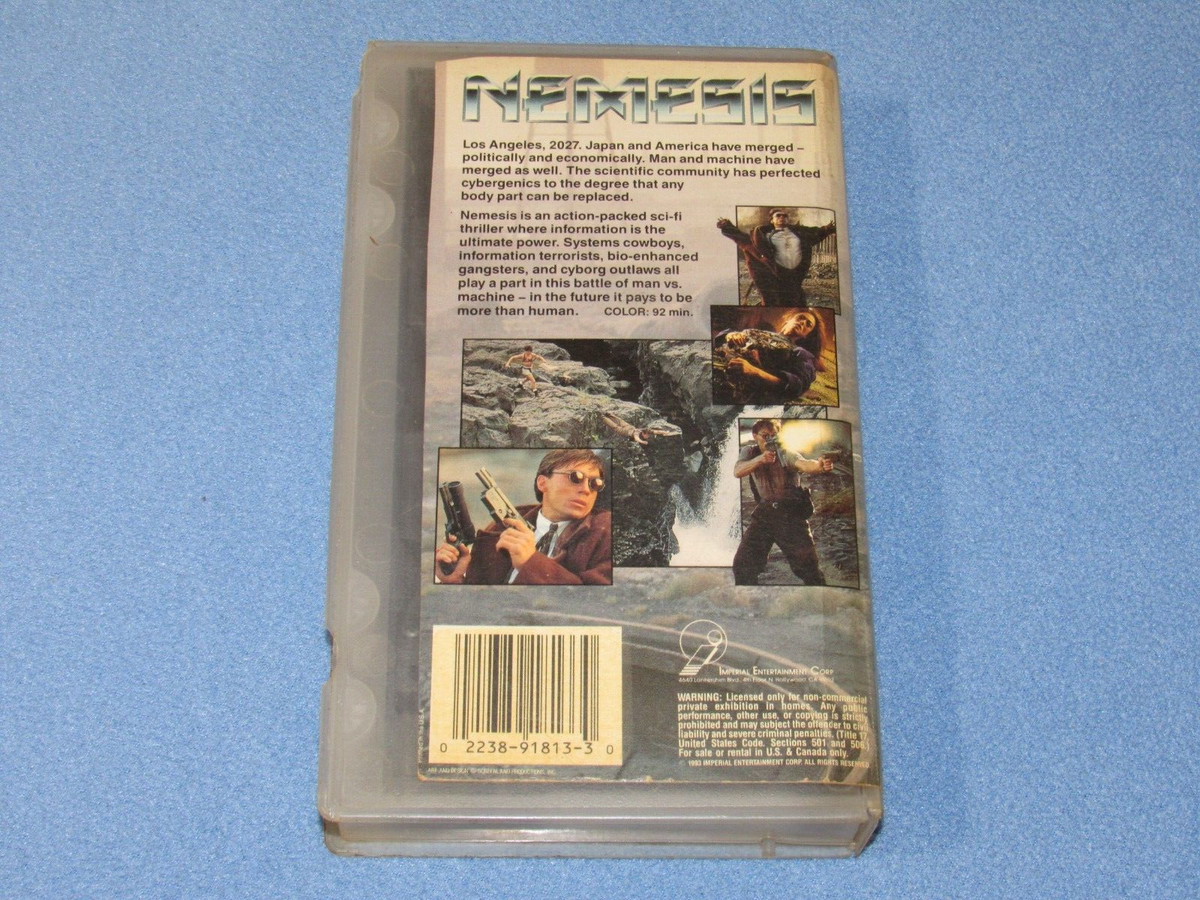 NEMESIS
Los Angeles, 2027. Japan and America have merged –
politically and economically. Man and machine have
merged as well. The scientific community has perfected
cybergenics to the degree that any
body part can be replaced.
Nemesis is an action-packed sci-fi
thriller where information is the
ultimate power. Systems cowboys,
information terrorists, bio-enhanced
gangsters, and cyborg outlaws all
play a part in this battle of man vs.
machine – in the future it pays to be
more than human. COLOR: 92 min.
IMPERIAL ENTERTAINMENT CORP.
4640 Lankershim Blvd., 4th Floor, N. Hollywood, CA
WARNING: Licensed only for non-commercial
private exhibition in homes. Any public
performance, other use, or copying is strictly
prohibited and may subject the offender to civil
liability and severe criminal penalties. (Title 17,
United States Code, Sections 501 and 506)
For sale or rental in U.S. & Canada only.
© 1993 IMPERIAL ENTERTAINMENT CORP. ALL RIGHTS RESERVED
0 2238-91813-3 0